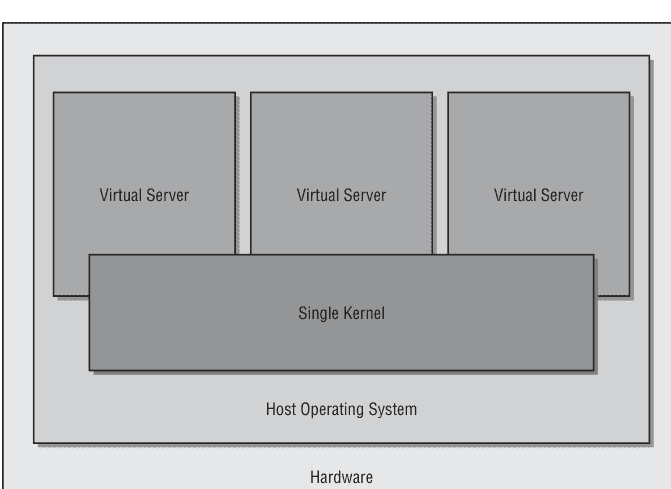 Virtual Server
Virtual Server
Virtual Server
Single Kernel
Host Operating System
Hardware